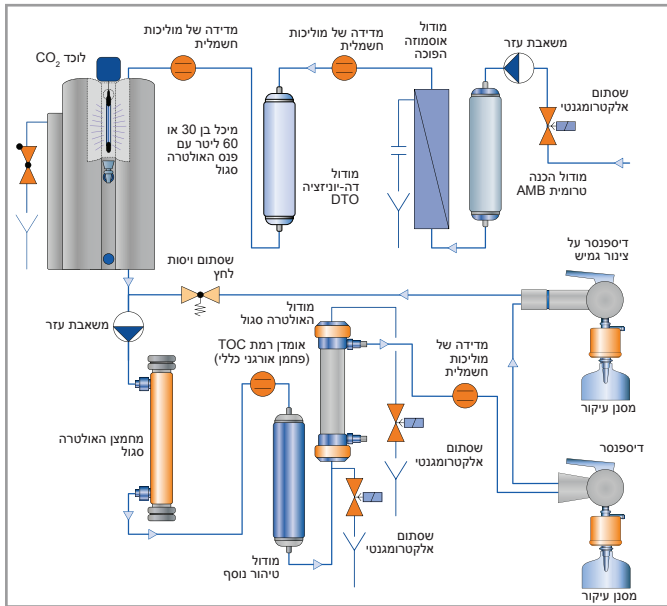 לוכד CO₂
מדידה של מוליכות
חשמלית
מדידה של מוליכות
חשמלית
מודול
אוסמוזה
הפוכה
משאבת עזר
שסתום
אלקטרומגנטי
מודול הכנה
טרומית AMB
מיכל בן 30 או
60 ליטר עם
פנס האולטרה
סגול
מודול
דה-יוניזציה
DTO
שסתום ויסות
לחץ
דיספנסר על
צינור גמיש
משאבת עזר
מודול
האולטרה סגול
אומדן רמת TOC
(פחמן אורגני כללי)
מדידה של
מוליכות
חשמלית
מסנן עיקור
מחמצן האולטרה
סגול
שסתום
אלקטרומגנטי
דיספנסר
שסתום
אלקטרומגנטי
מודול
טיהור נוסף
מסנן עיקור